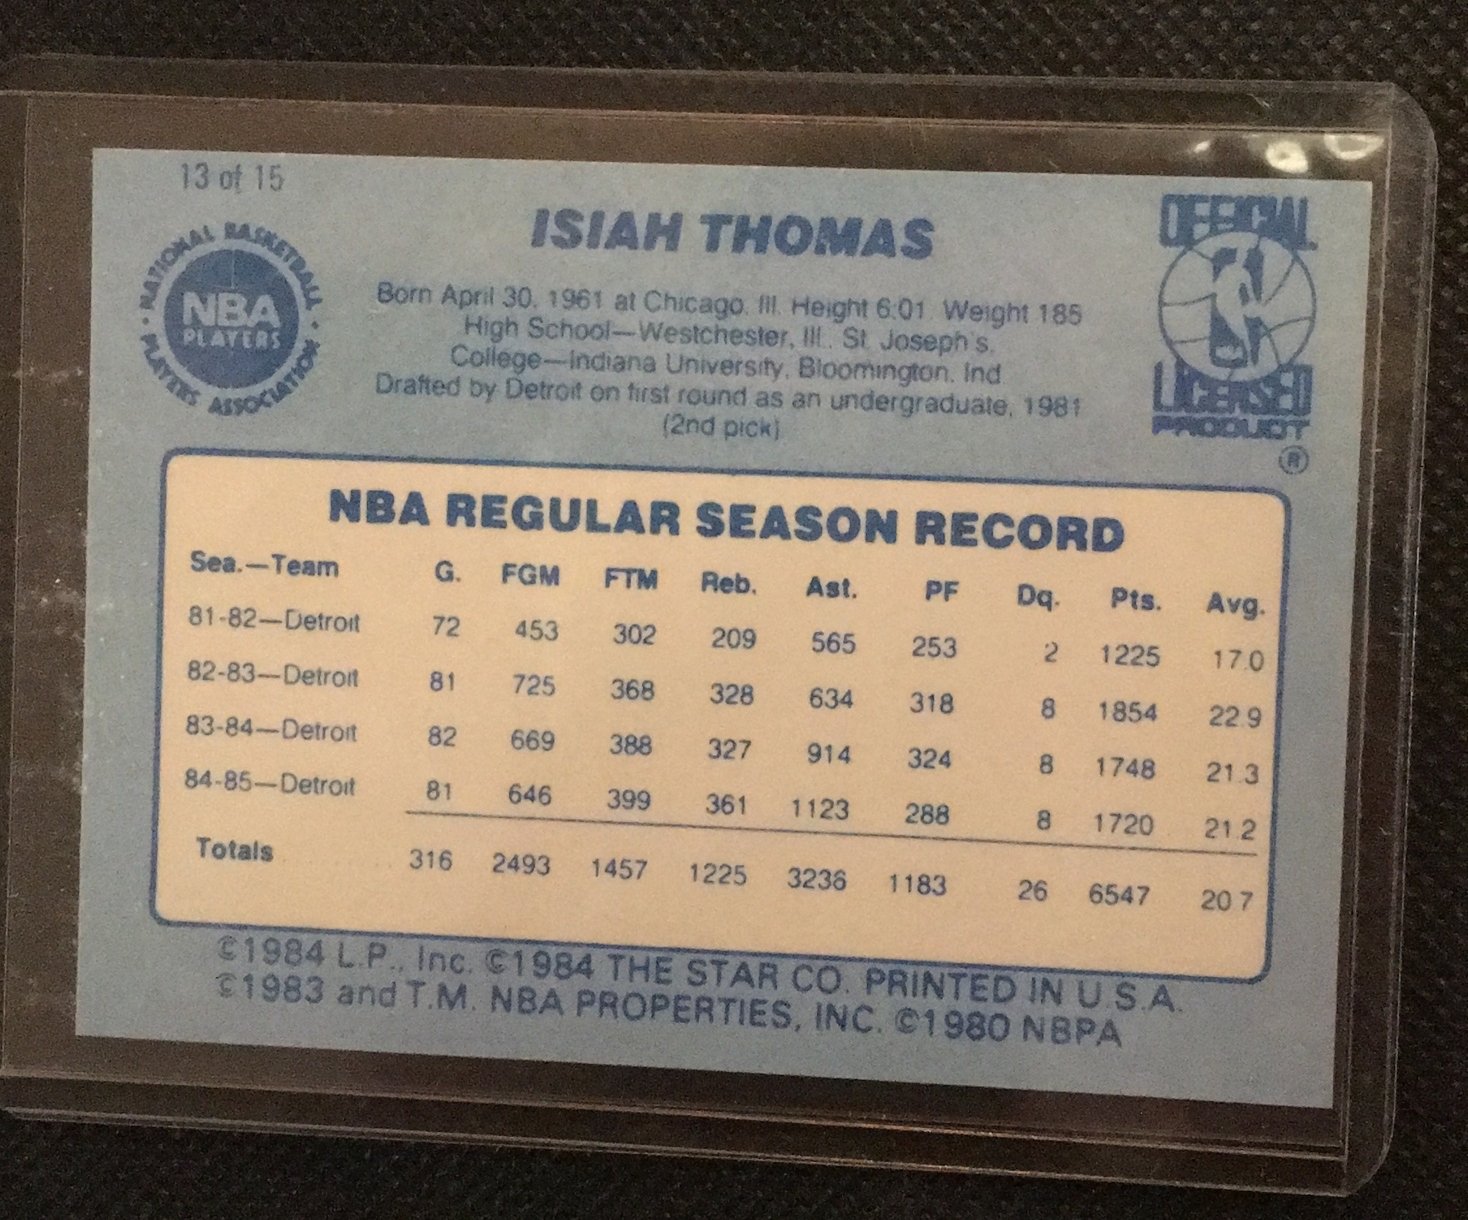 13 of 15
NATIONAL BASKETBALL
NBA
PLAYERS
PLAYERS ASSOCIATION
ISIAH THOMAS
OFFICIAL
LICENSED
PRODUCT
®
Born April 30, 1961 at Chicago, Ill. Height 6:01 Weight 185
High School—Westchester, Ill., St. Joseph's.
College—Indiana University, Bloomington, Ind
Drafted by Detroit on first round as an undergraduate, 1981
(2nd pick)
NBA REGULAR SEASON RECORD
Sea.—Team G. FGM FTM Reb. Ast. PF Dq. Pts. Avg.
81-82—Detroit 72 453 302 209 565 253 2 1225 17.0
82-83—Detroit 81 725 368 328 634 318 8 1854 22.9
83-84—Detroit 82 669 388 327 914 324 8 1748 21.3
84-85—Detroit 81 646 399 361 1123 288 8 1720 21.2
Totals 316 2493 1457 1225 3236 1183 26 6547 20.7
©1984 L.P., Inc. ©1984 THE STAR CO. PRINTED IN U.S.A.
©1983 and T.M. NBA PROPERTIES, INC. ©1980 NBPA